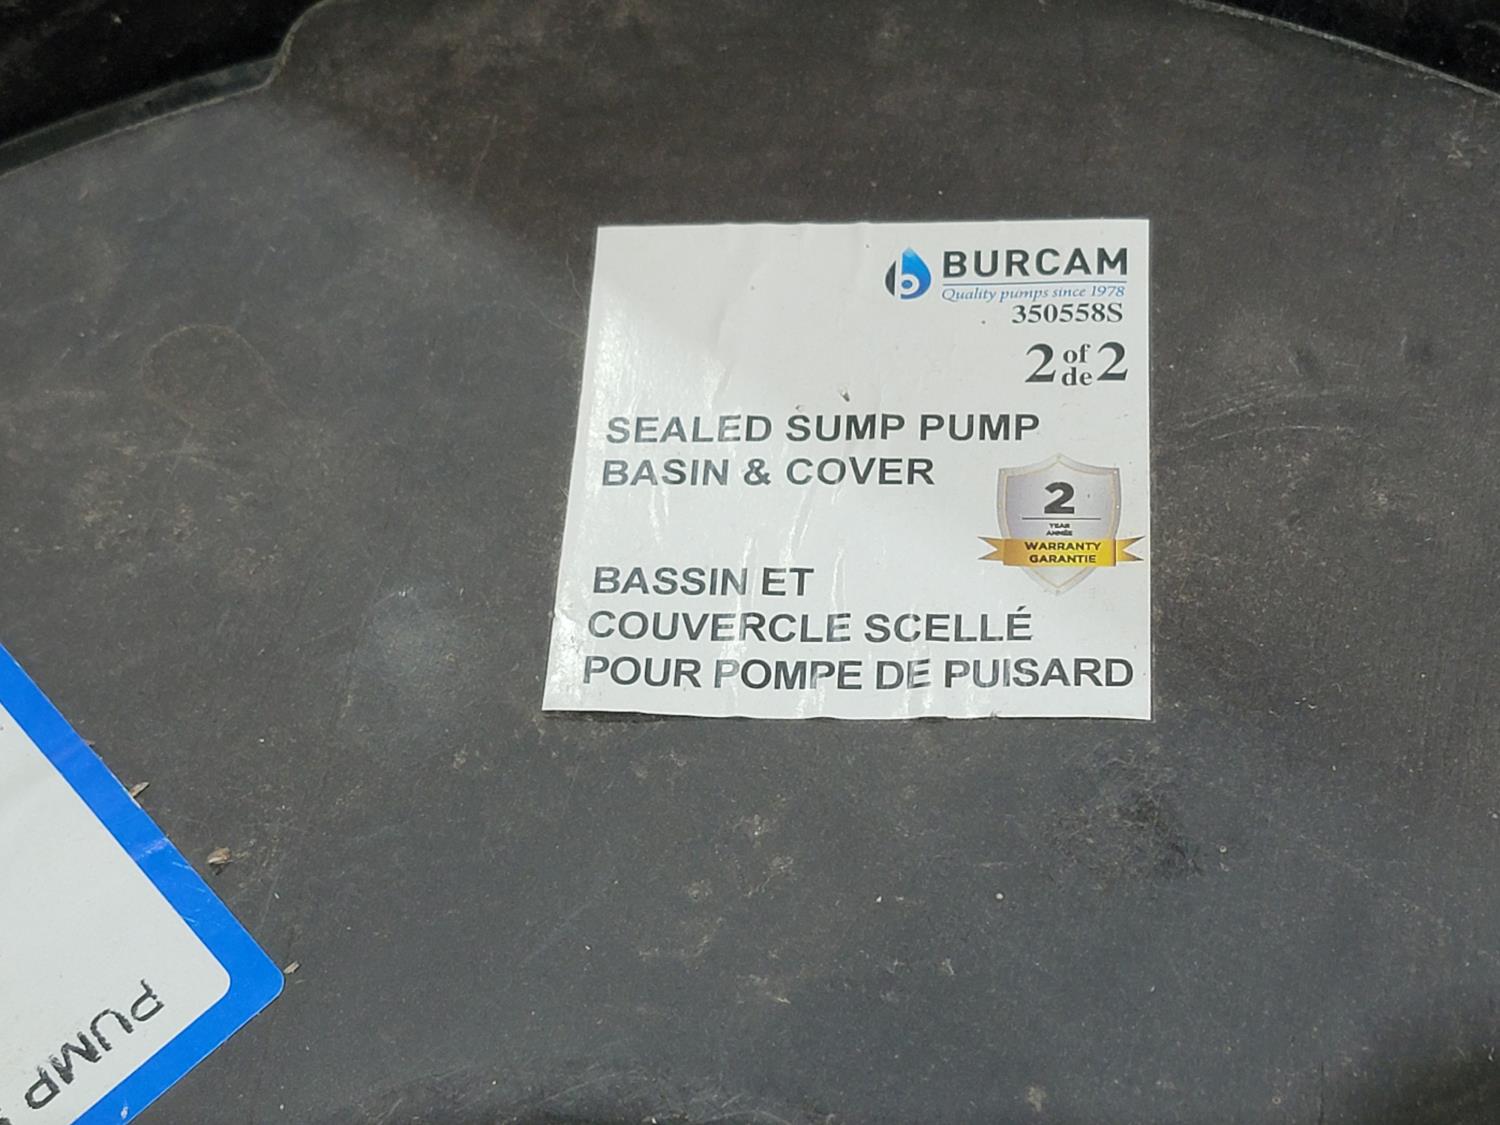 BURCAM
Quality pumps since 1978
350558S
2 of de 2
SEALED SUMP PUMP
BASIN & COVER
2
YEAR
ANNÉE
WARRANTY
GARANTIE
BASSIN ET
COUVERCLE SCELLÉ
POUR POMPE DE PUISARD
PUMP